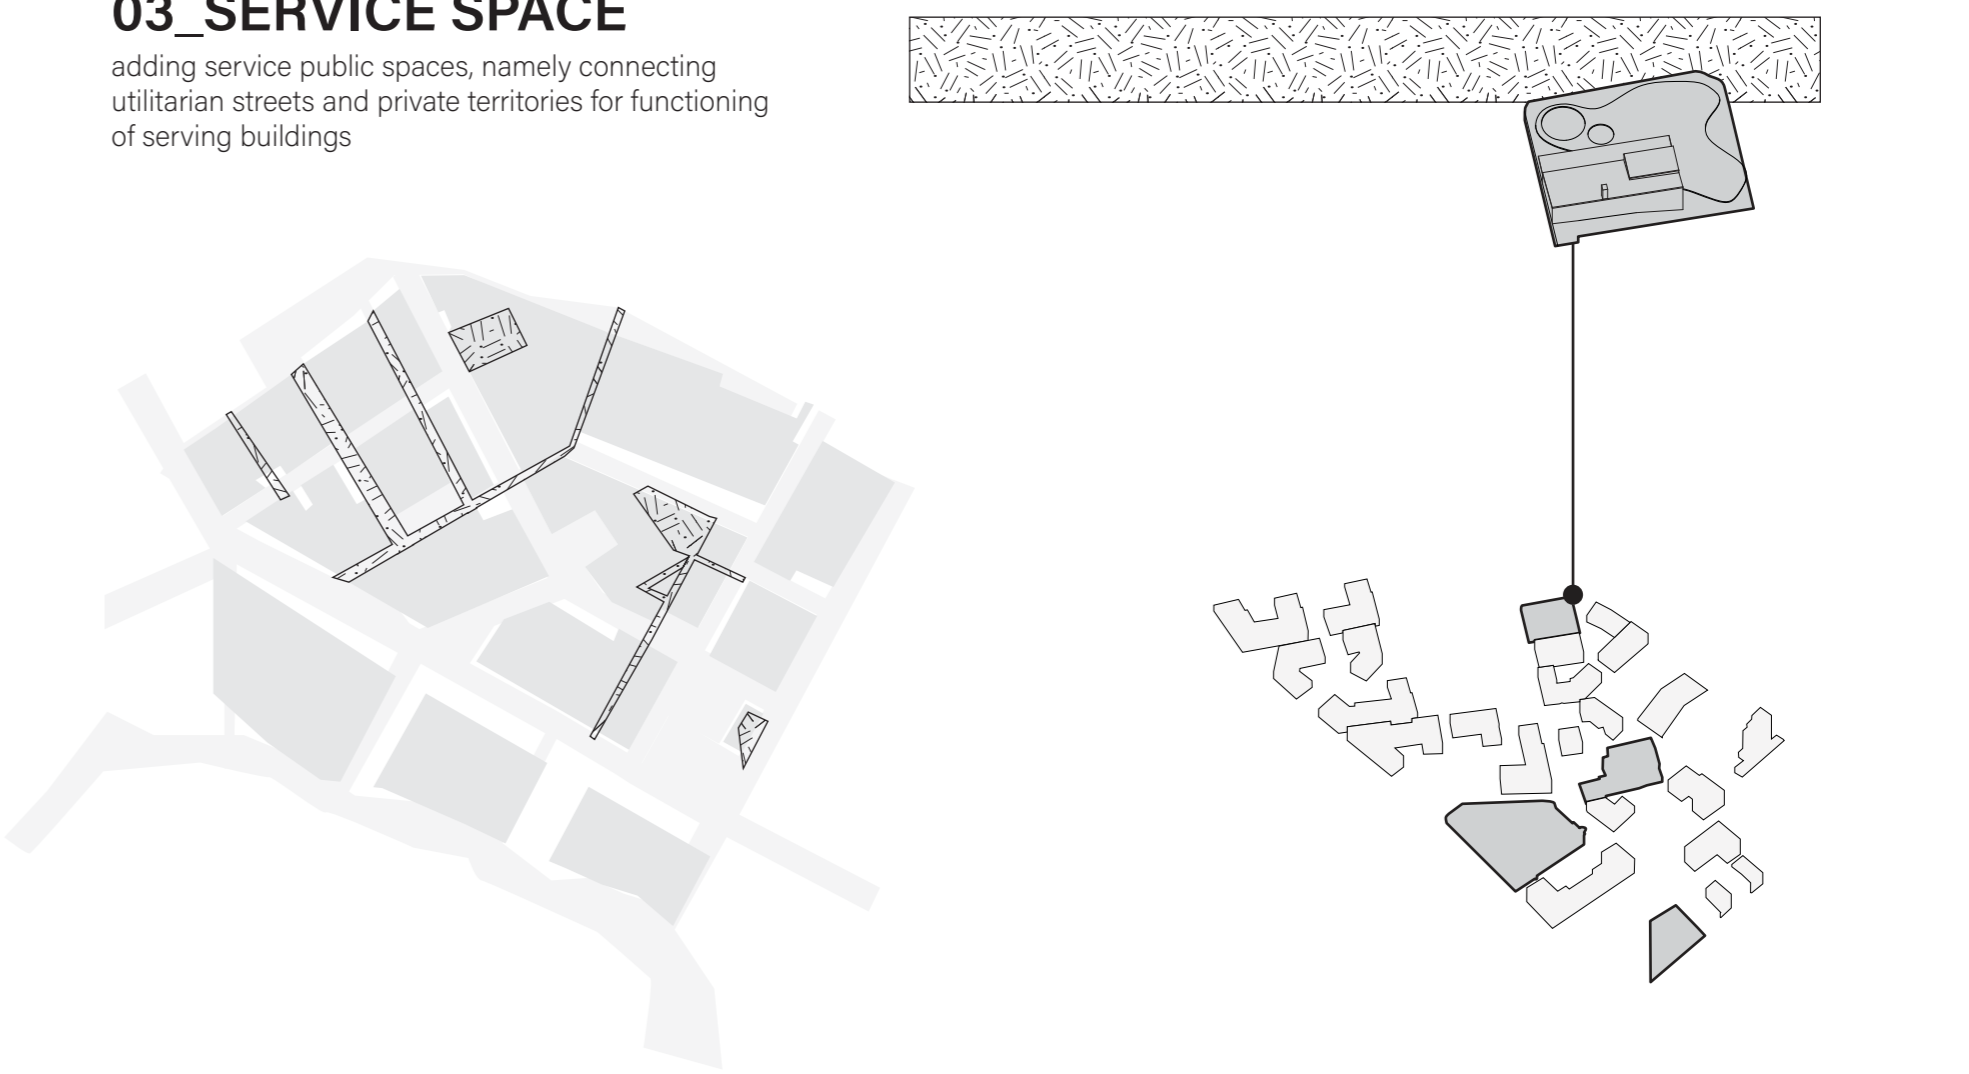 03_SERVICE SPACE
adding service public spaces, namely connecting
utilitarian streets and private territories for functioning
of serving buildings